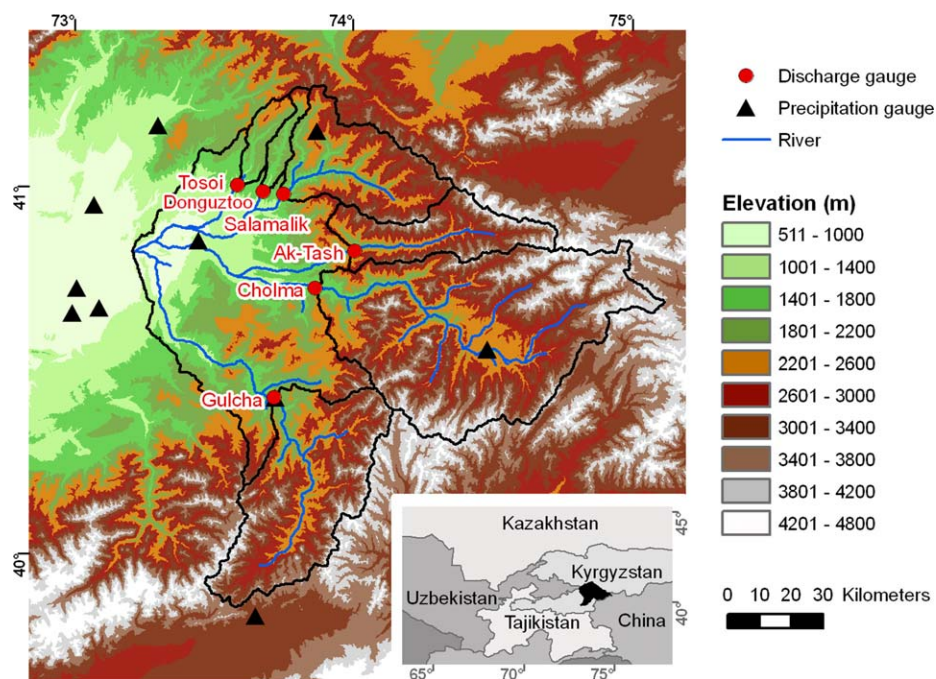 73°
74°
75°
41°
40°
Tosoi
Donguztoo
Salamalik
Ak-Tash
Cholma
Gulcha
Discharge gauge
Precipitation gauge
River
Elevation (m)
511 - 1000
1001 - 1400
1401 - 1800
1801 - 2200
2201 - 2600
2601 - 3000
3001 - 3400
3401 - 3800
3801 - 4200
4201 - 4800
0 10 20 30 Kilometers
Kazakhstan
Kyrgyzstan
Uzbekistan
Tajikistan
China
45°
40°
65°
70°
75°